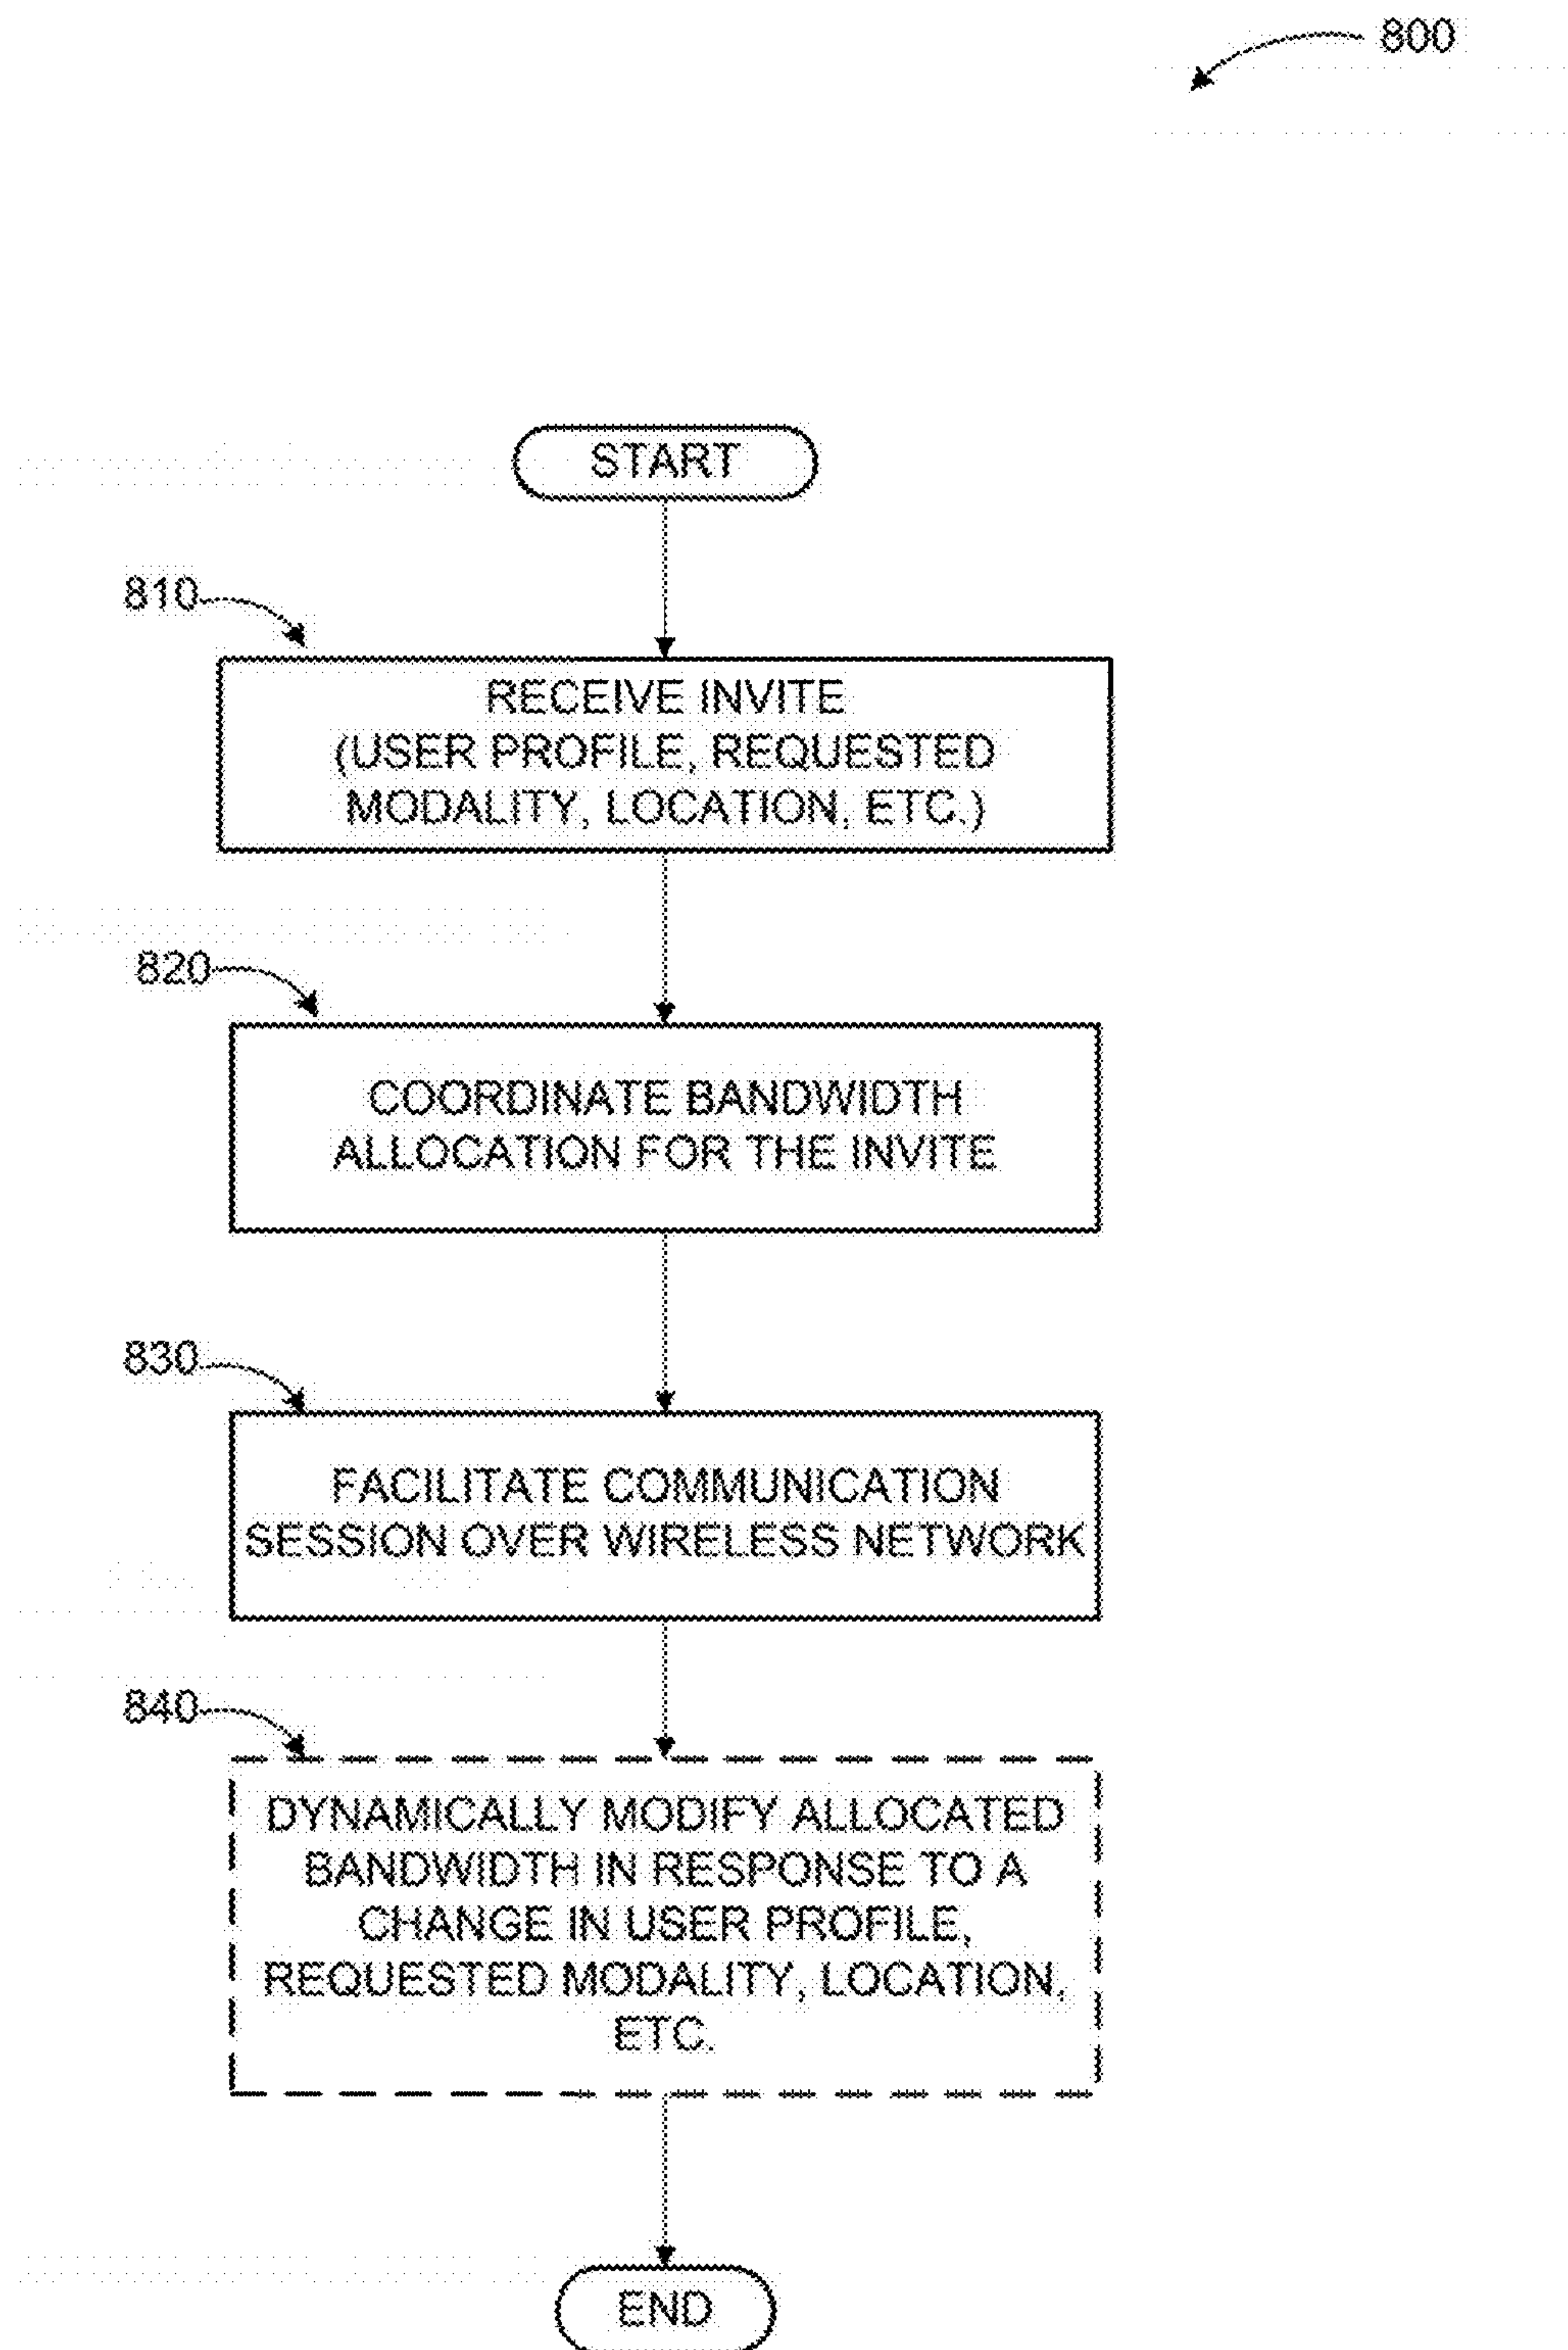 800
START
810
RECEIVE INVITE
(USER PROFILE, REQUESTED
MODALITY, LOCATION, ETC.)
820
COORDINATE BANDWIDTH
ALLOCATION FOR THE INVITE
830
FACILITATE COMMUNICATION
SESSION OVER WIRELESS NETWORK
840
DYNAMICALLY MODIFY ALLOCATED
BANDWIDTH IN RESPONSE TO A
CHANGE IN USER PROFILE,
REQUESTED MODALITY, LOCATION,
ETC.
END